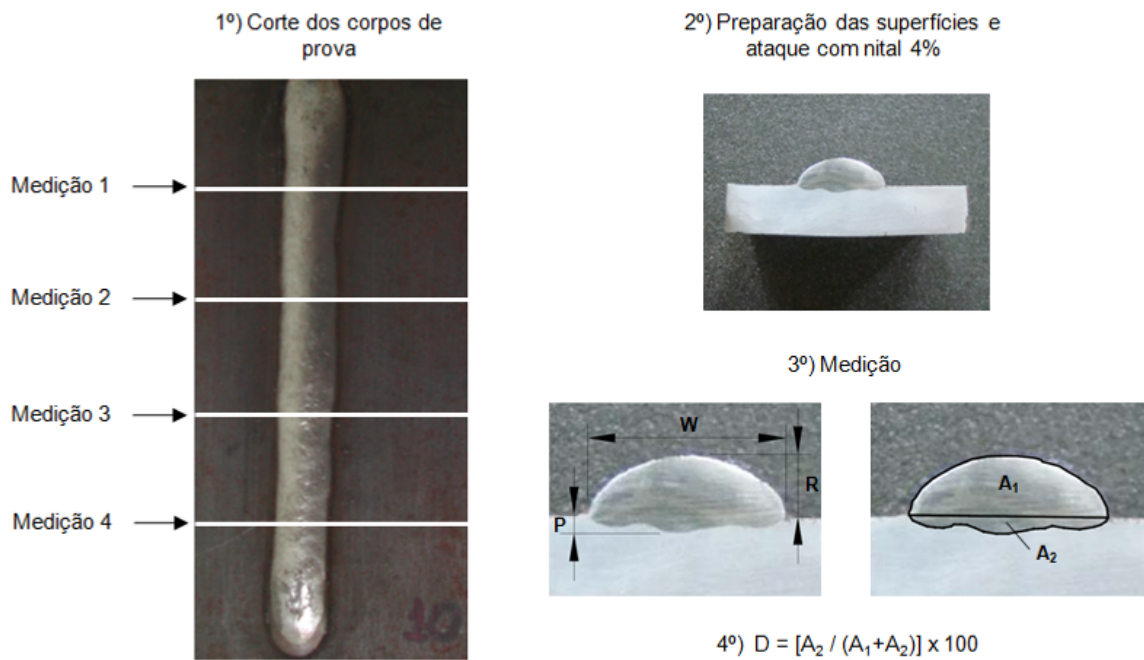 1º) Corte dos corpos de
prova
Medição 1
Medição 2
Medição 3
Medição 4
10
2º) Preparação das superfícies e
ataque com nital 4%
3º) Medição
W
R
P
A₁
A₂
4º) D = [A₂ / (A₁+A₂)] x 100